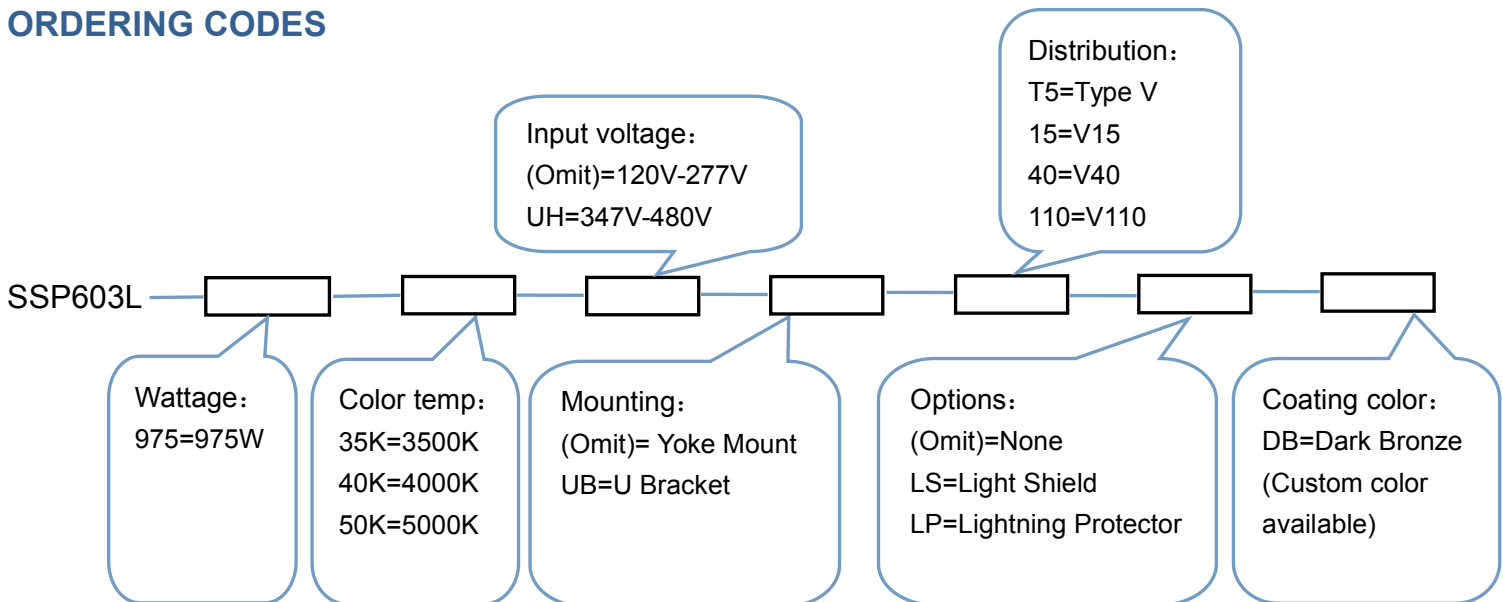 ORDERING CODES
Distribution：
T5=Type V
15=V15
40=V40
110=V110
Input voltage：
(Omit)=120V-277V
UH=347V-480V
SSP603L
Wattage：
975=975W
Color temp：
35K=3500K
40K=4000K
50K=5000K
Mounting：
(Omit)= Yoke Mount
UB=U Bracket
Options：
(Omit)=None
LS=Light Shield
LP=Lightning Protector
Coating color：
DB=Dark Bronze
(Custom color
available)